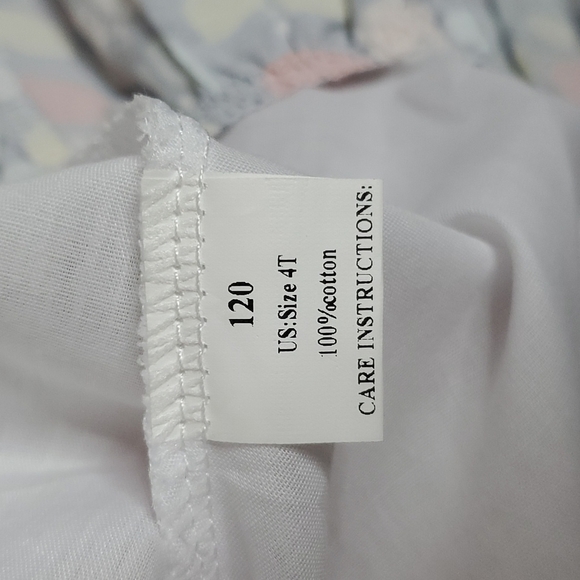 120
US:Size 4T
100%cotton
CARE INSTRUCTIONS: